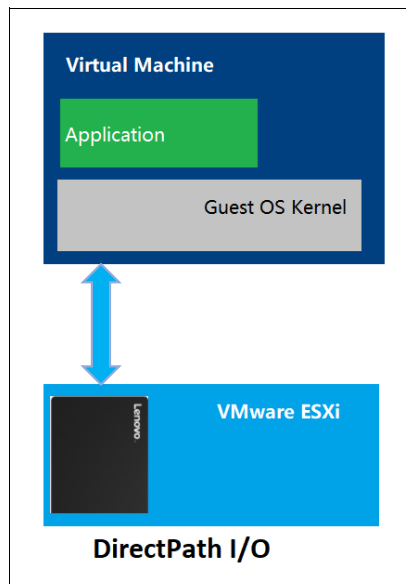 Virtual Machine
Application
Guest OS Kernel
Lenovo
VMware ESXi
DirectPath I/O